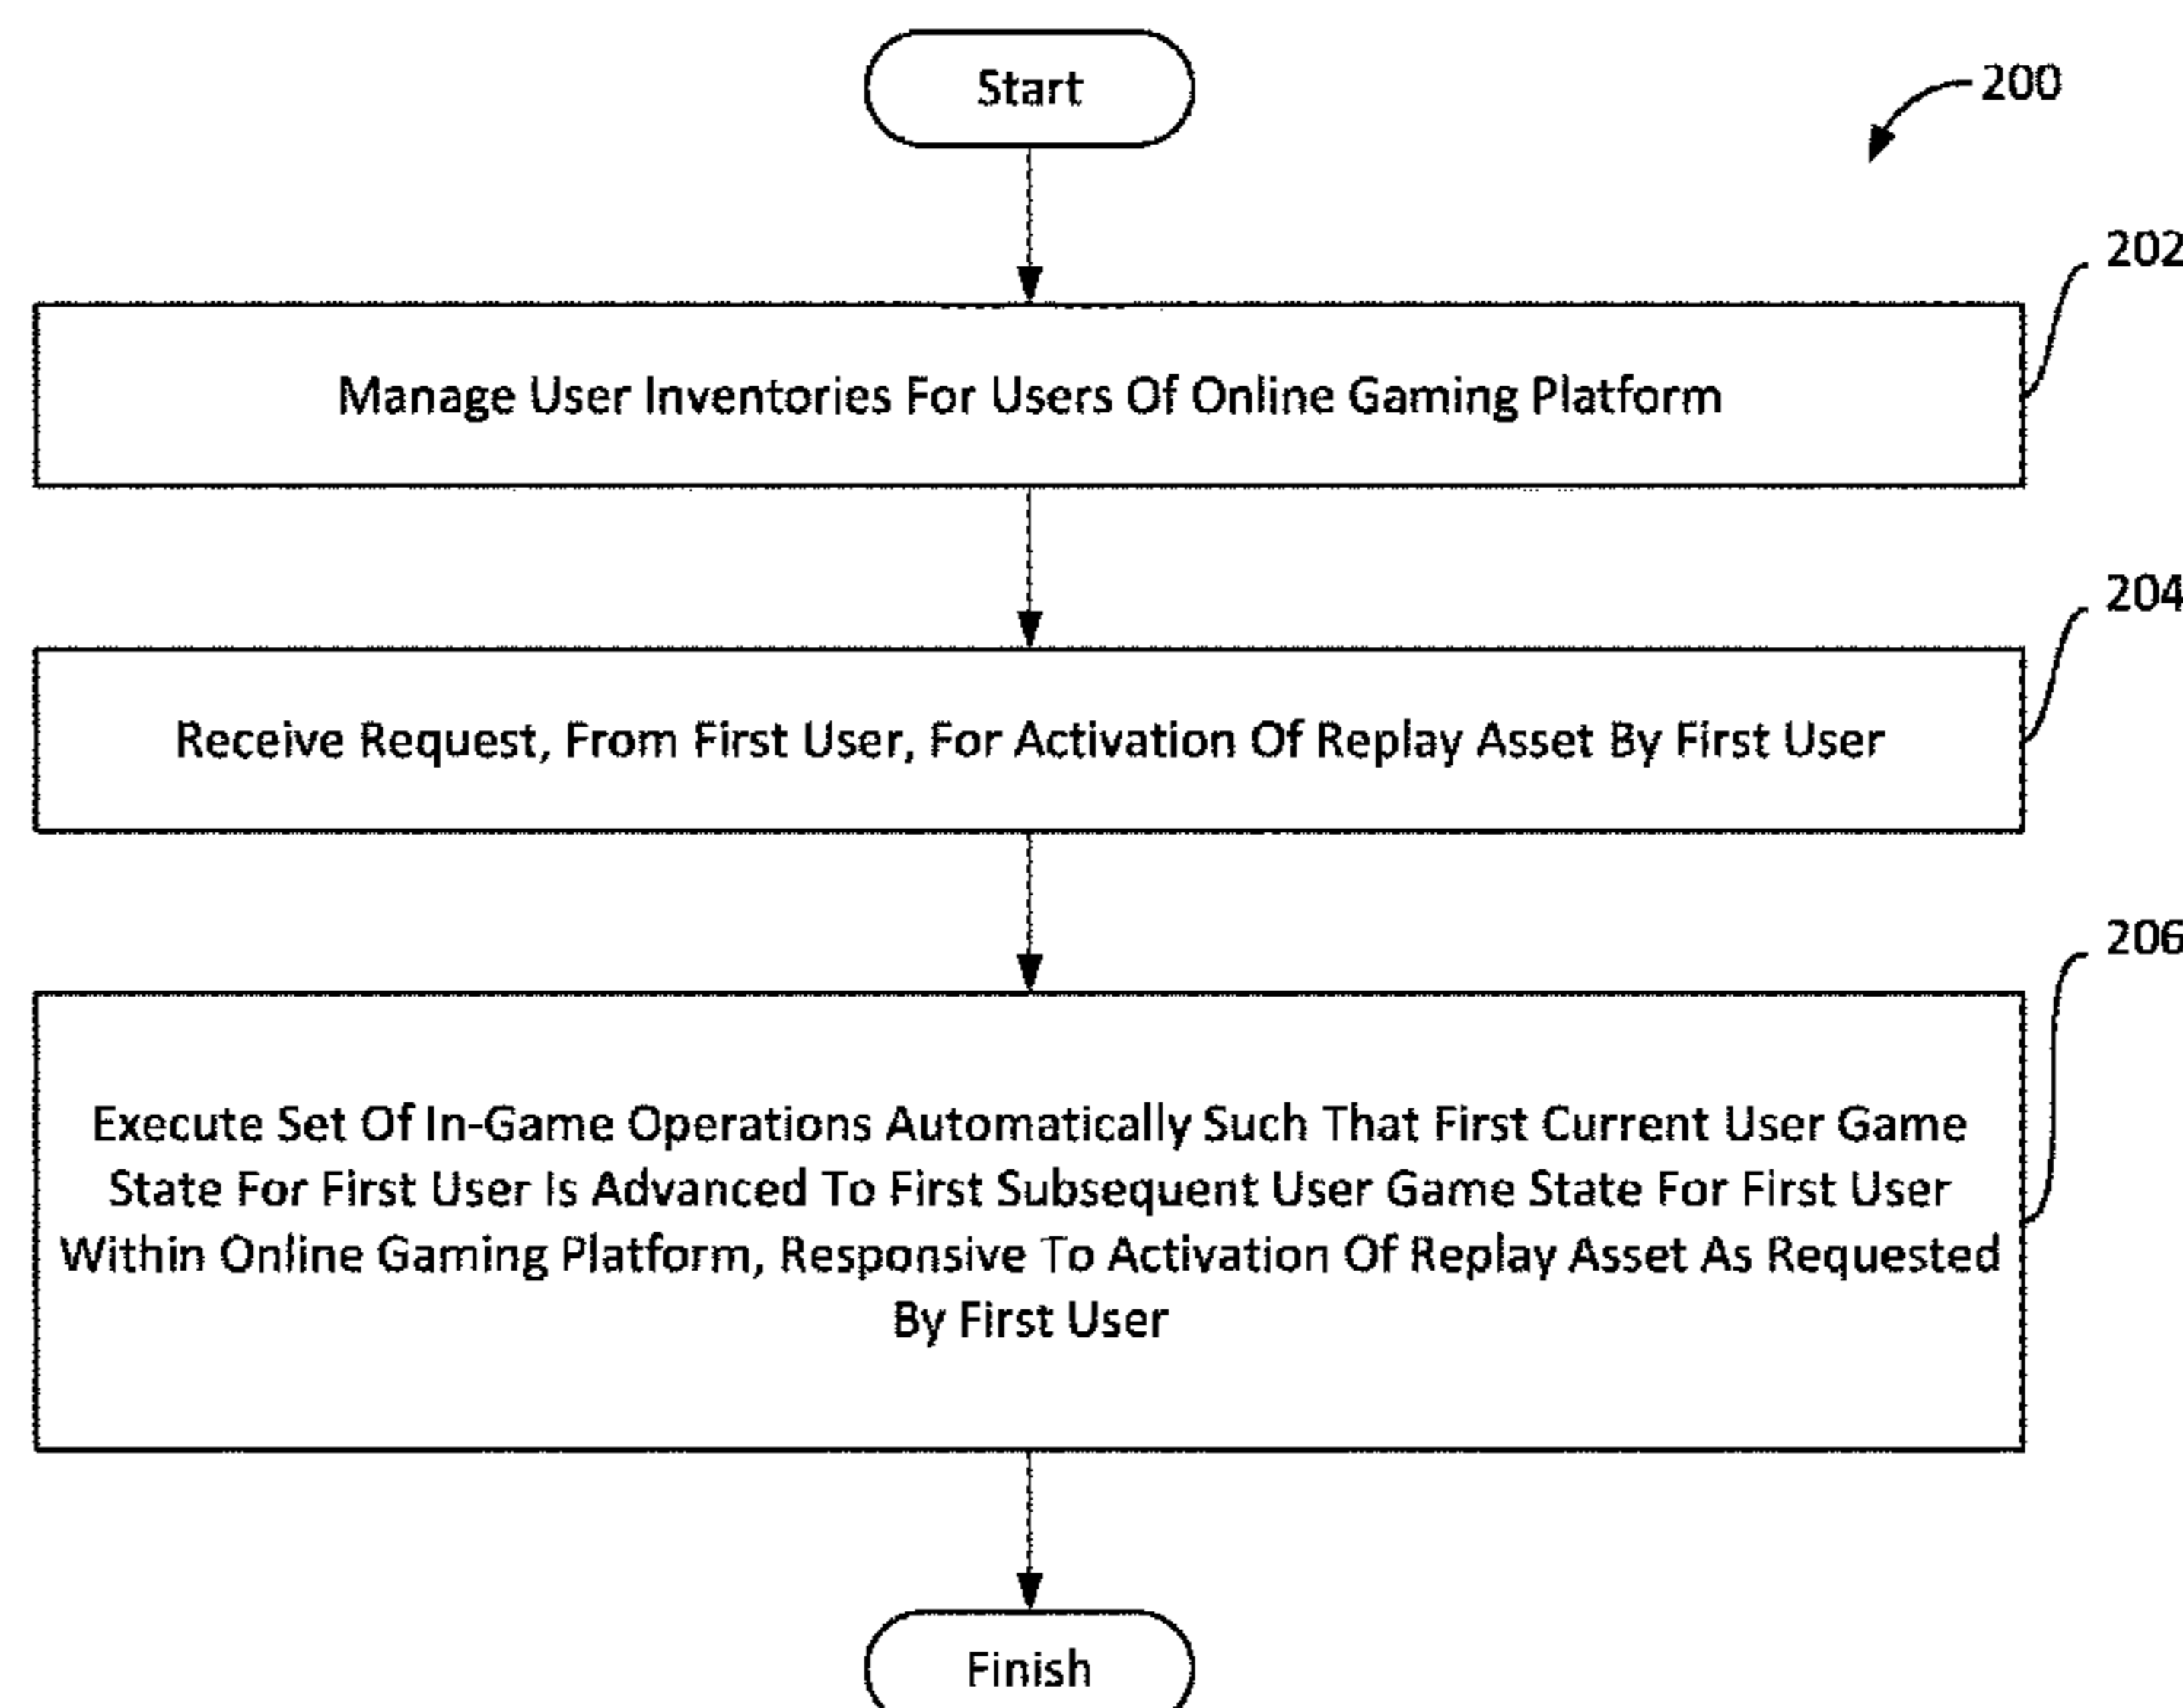 Start
200
202
Manage User Inventories For Users Of Online Gaming Platform
204
Receive Request, From First User, For Activation Of Replay Asset By First User
206
Execute Set Of In-Game Operations Automatically Such That First Current User Game
State For First User Is Advanced To First Subsequent User Game State For First User
Within Online Gaming Platform, Responsive To Activation Of Replay Asset As Requested
By First User
Finish